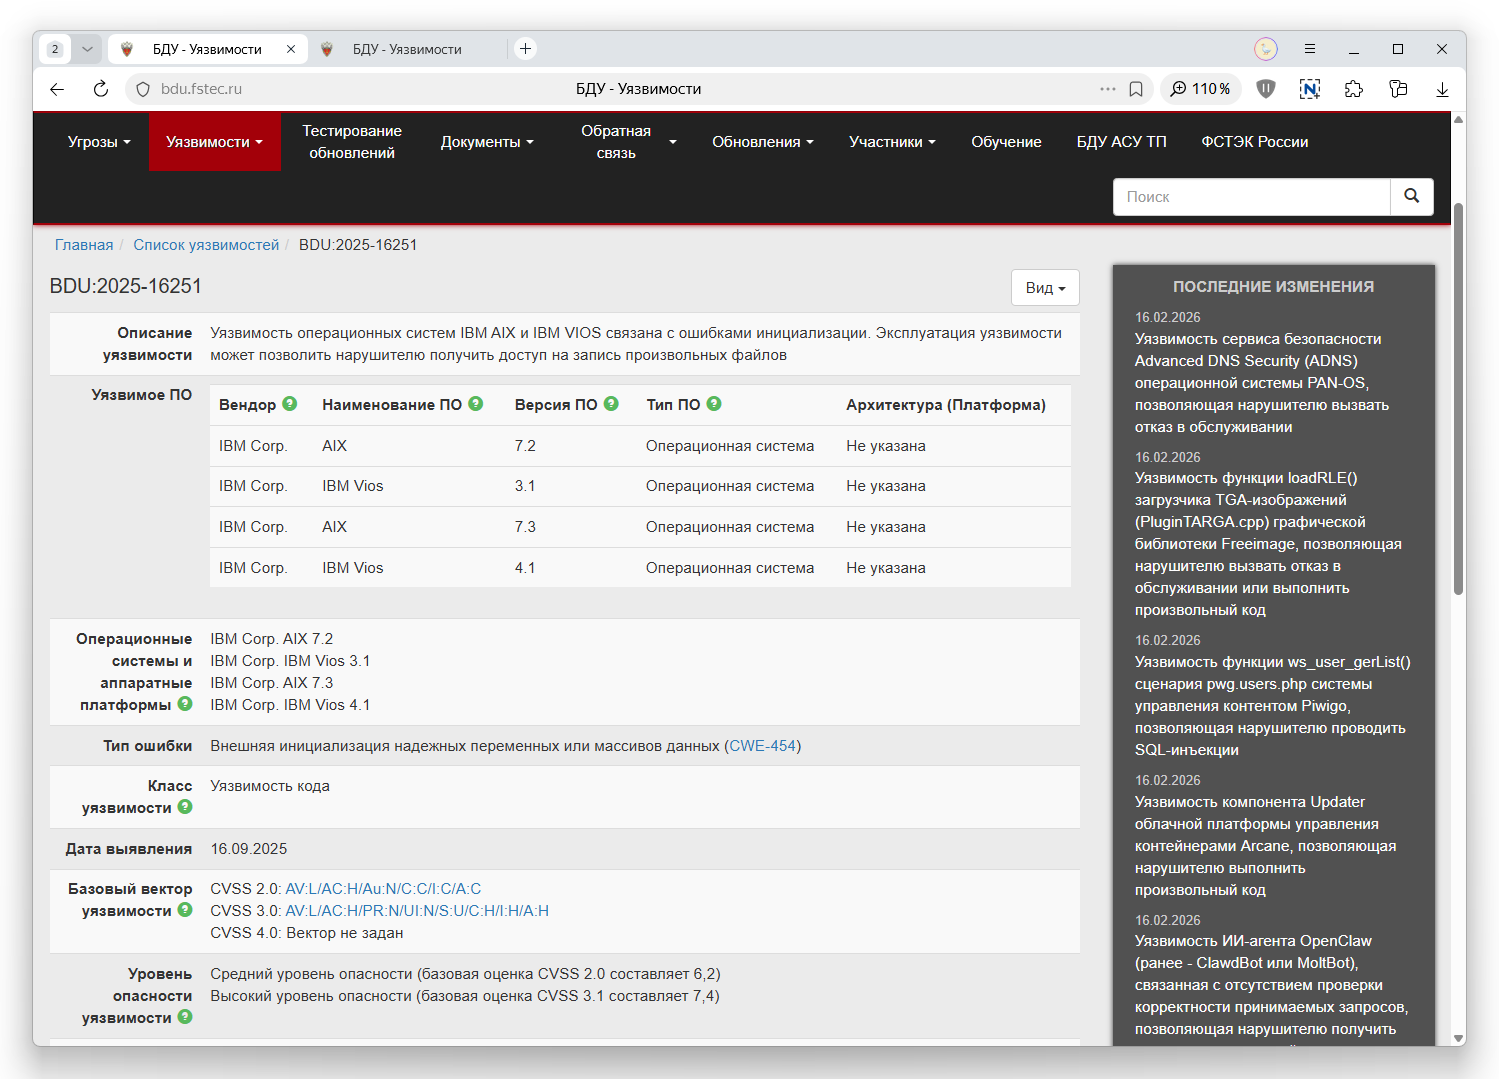 2
БДУ - Уязвимости
БДУ - Уязвимости
bdu.fstec.ru
БДУ - Уязвимости
110 %
Угрозы
Уязвимости
Тестирование
обновлений
Документы
Обратная
связь
Обновления
Участники
Обучение
БДУ АСУ ТП
ФСТЭК России
Поиск
Главная / Список уязвимостей / BDU:2025-16251
BDU:2025-16251
Вид
Описание
уязвимости
Уязвимость операционных систем IBM AIX и IBM VIOS связана с ошибками инициализации. Эксплуатация уязвимости
может позволить нарушителю получить доступ на запись произвольных файлов
Уязвимое ПО
Вендор ? Наименование ПО ? Версия ПО ? Тип ПО ? Архитектура (Платформа)
IBM Corp. AIX 7.2 Операционная система Не указана
IBM Corp. IBM Vios 3.1 Операционная система Не указана
IBM Corp. AIX 7.3 Операционная система Не указана
IBM Corp. IBM Vios 4.1 Операционная система Не указана
Операционные
системы и
аппаратные
платформы ?
IBM Corp. AIX 7.2
IBM Corp. IBM Vios 3.1
IBM Corp. AIX 7.3
IBM Corp. IBM Vios 4.1
Тип ошибки
Внешняя инициализация надежных переменных или массивов данных (CWE-454)
Класс
уязвимости ?
Уязвимость кода
Дата выявления
16.09.2025
Базовый вектор
уязвимости ?
CVSS 2.0: AV:L/AC:H/Au:N/C:C/I:C/A:C
CVSS 3.0: AV:L/AC:H/PR:N/UI:N/S:U/C:H/I:H/A:H
CVSS 4.0: Вектор не задан
Уровень
опасности
уязвимости ?
Средний уровень опасности (базовая оценка CVSS 2.0 составляет 6,2)
Высокий уровень опасности (базовая оценка CVSS 3.1 составляет 7,4)
ПОСЛЕДНИЕ ИЗМЕНЕНИЯ
16.02.2026
Уязвимость сервиса безопасности
Advanced DNS Security (ADNS)
операционной системы PAN-OS,
позволяющая нарушителю вызвать
отказ в обслуживании
16.02.2026
Уязвимость функции loadRLE()
загрузчика TGA-изображений
(PluginTARGA.cpp) графической
библиотеки Freeimage, позволяющая
нарушителю вызвать отказ в
обслуживании или выполнить
произвольный код
16.02.2026
Уязвимость функции ws_user_gerList()
сценария pwg.users.php системы
управления контентом Piwigo,
позволяющая нарушителю проводить
SQL-инъекции
16.02.2026
Уязвимость компонента Updater
облачной платформы управления
контейнерами Arcane, позволяющая
нарушителю выполнить
произвольный код
16.02.2026
Уязвимость ИИ-агента OpenClaw
(ранее - ClawdBot или MoltBot),
связанная с отсутствием проверки
корректности принимаемых запросов,
позволяющая нарушителю получить